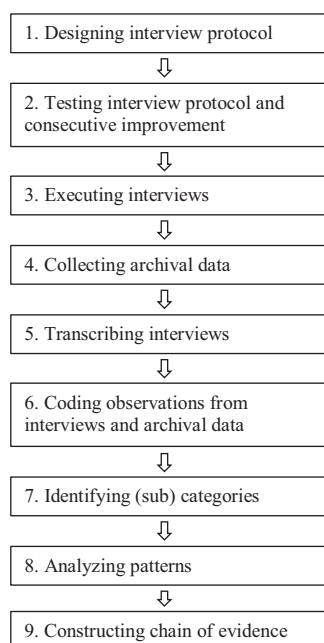 1. Designing interview protocol
2. Testing interview protocol and
consecutive improvement
3. Executing interviews
4. Collecting archival data
5. Transcribing interviews
6. Coding observations from
interviews and archival data
7. Identifying (sub) categories
8. Analyzing patterns
9. Constructing chain of evidence